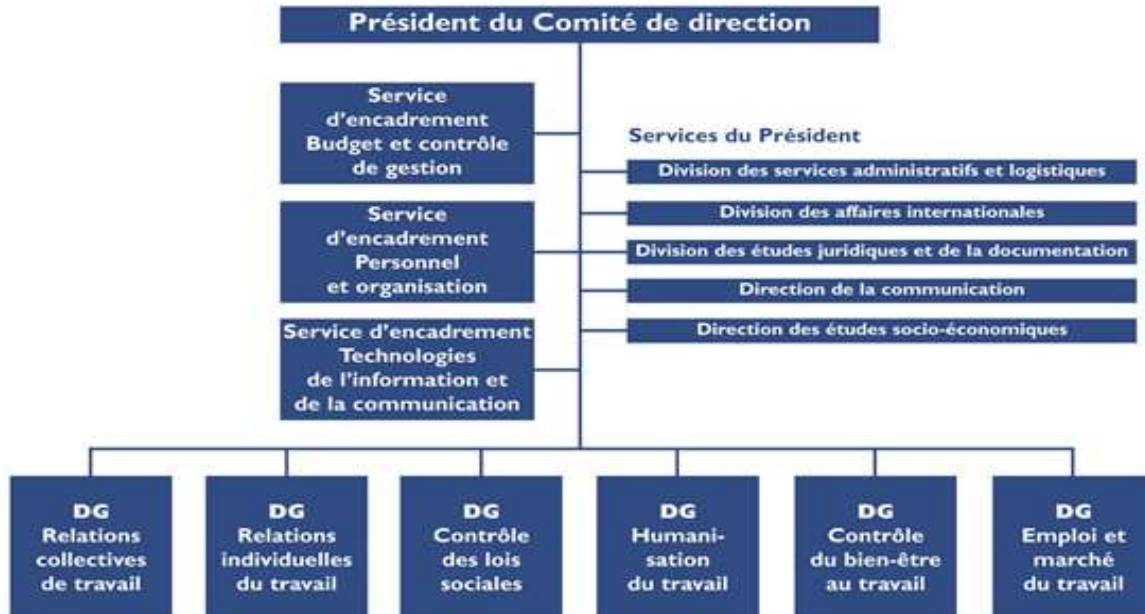 Président du Comité de direction
Service
d'encadrement
Budget et contrôle
de gestion
Service
d'encadrement
Personnel
et organisation
Service d'encadrement
Technologies
de l'information et
de la communication
Services du Président
Division des services administratifs et logistiques
Division des affaires internationales
Division des études juridiques et de la documentation
Direction de la communication
Direction des études socio-économiques
DG
Relations
collectives
de travail
DG
Relations
individuelles
du travail
DG
Contrôle
des lois
sociales
DG
Humani-
sation
du travail
DG
Contrôle
du bien-être
au travail
DG
Emploi et
marché
du travail